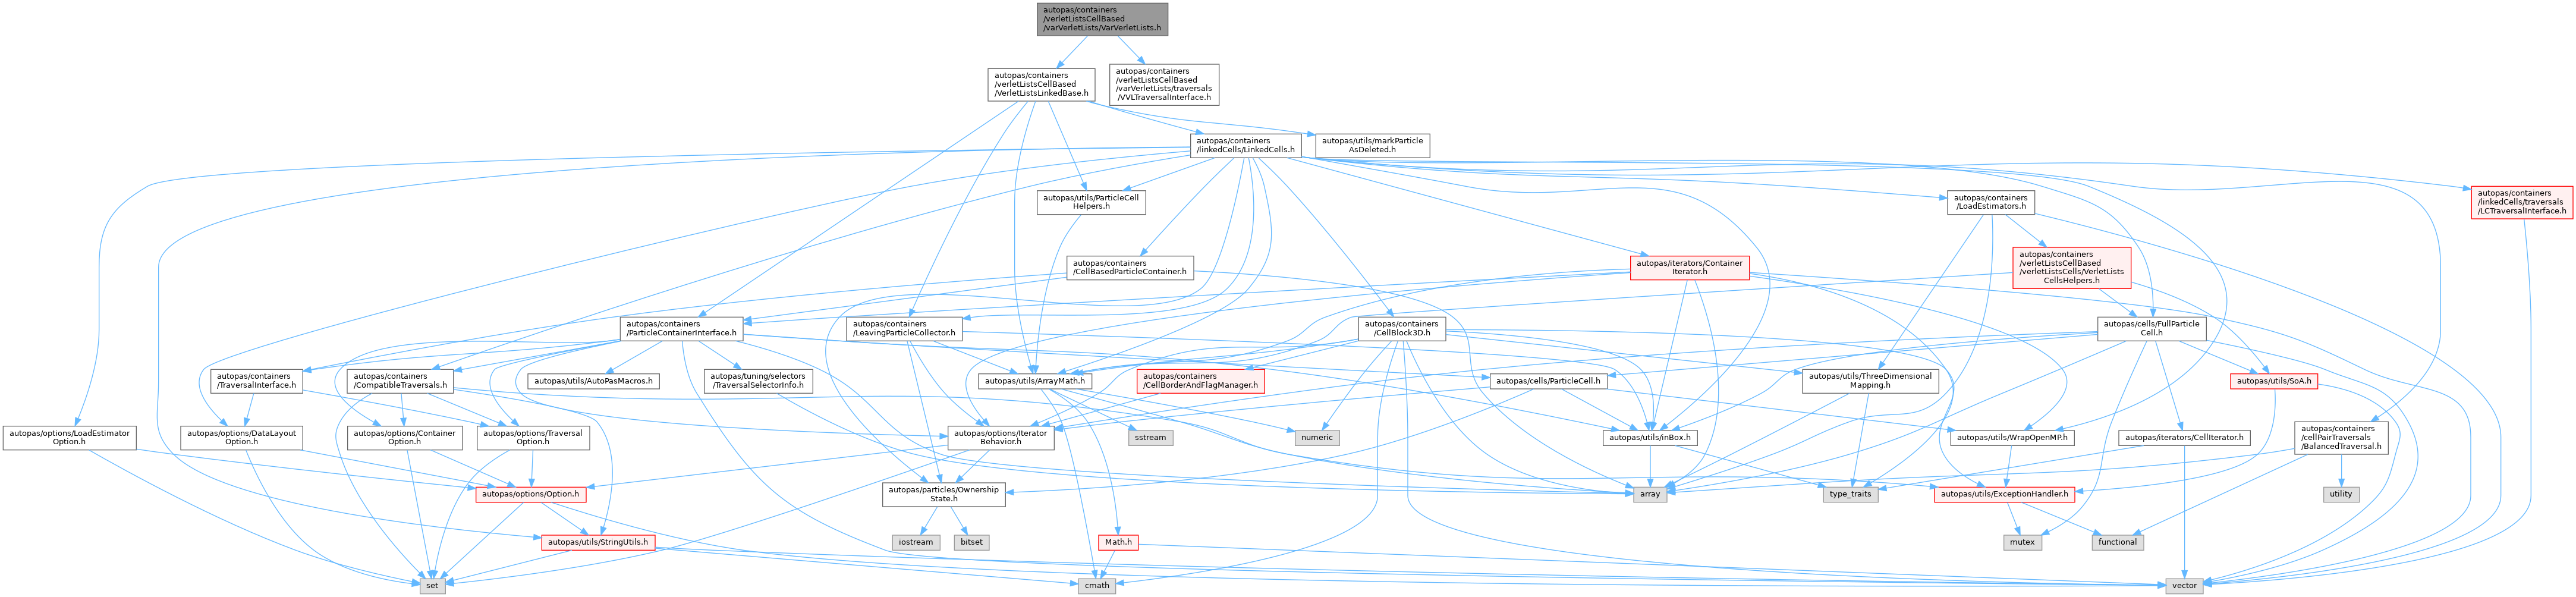 autopas/containers
/verletListsCellBased
/varVerletLists/VarVerletLists.h
autopas/containers
/verletListsCellBased
/VerletListsLinkedBase.h
autopas/containers
/verletListsCellBased
/varVerletLists/traversals
/VVLTraversalInterface.h
autopas/containers
/linkedCells/LinkedCells.h
autopas/utils/markParticle
AsDeleted.h
autopas/utils/ParticleCell
Helpers.h
autopas/containers
/LoadEstimators.h
autopas/containers
/linkedCells/traversals
/LCTraversalInterface.h
autopas/containers
/CellBasedParticleContainer.h
autopas/iterators/Container
Iterator.h
autopas/containers
/verletListsCellBased
/verletListsCells/VerletLists
CellsHelpers.h
autopas/containers
/ParticleContainerInterface.h
autopas/containers
/LeavingParticleCollector.h
autopas/containers
/CellBlock3D.h
autopas/cells/FullParticle
Cell.h
autopas/containers
/TraversalInterface.h
autopas/containers
/CompatibleTraversals.h
autopas/utils/AutoPasMacros.h
autopas/tuning/selectors
/TraversalSelectorInfo.h
autopas/utils/ArrayMath.h
autopas/containers
/CellBorderAndFlagManager.h
autopas/cells/ParticleCell.h
autopas/utils/ThreeDimensional
Mapping.h
autopas/utils/SoA.h
autopas/options/LoadEstimator
Option.h
autopas/options/DataLayout
Option.h
autopas/options/Container
Option.h
autopas/options/Traversal
Option.h
autopas/options/Iterator
Behavior.h
sstream
numeric
autopas/utils/inBox.h
autopas/utils/WrapOpenMP.h
autopas/iterators/CellIterator.h
autopas/containers
/cellPairTraversals
/BalancedTraversal.h
autopas/options/Option.h
autopas/particles/Ownership
State.h
array
type_traits
autopas/utils/ExceptionHandler.h
utility
autopas/utils/StringUtils.h
iostream
bitset
Math.h
mutex
functional
set
cmath
vector